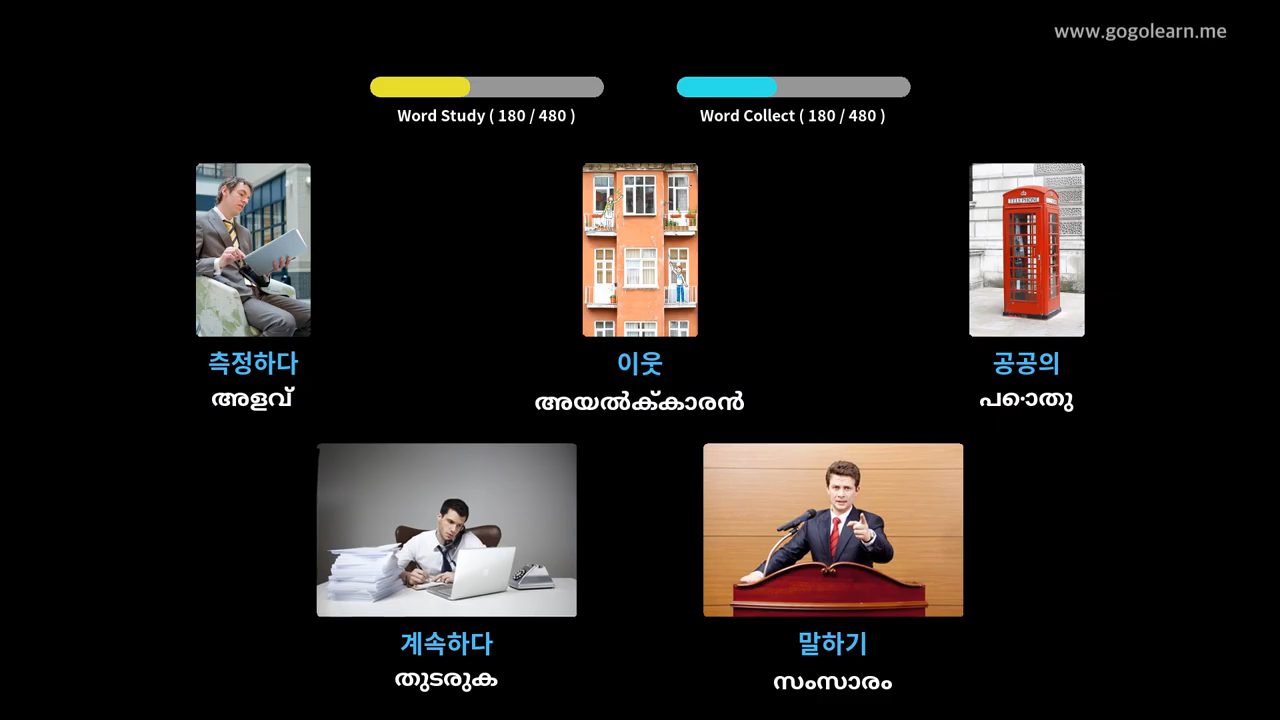 www.gogolearn.me
Word Study ( 180 / 480 )
Word Collect ( 180 / 480 )
TELEPHONE
측정하다
이웃
공공의
അളവ്
അയൽക്കാരൻ
പൊതു
계속하다
말하기
തുടരുക
സംസാരം